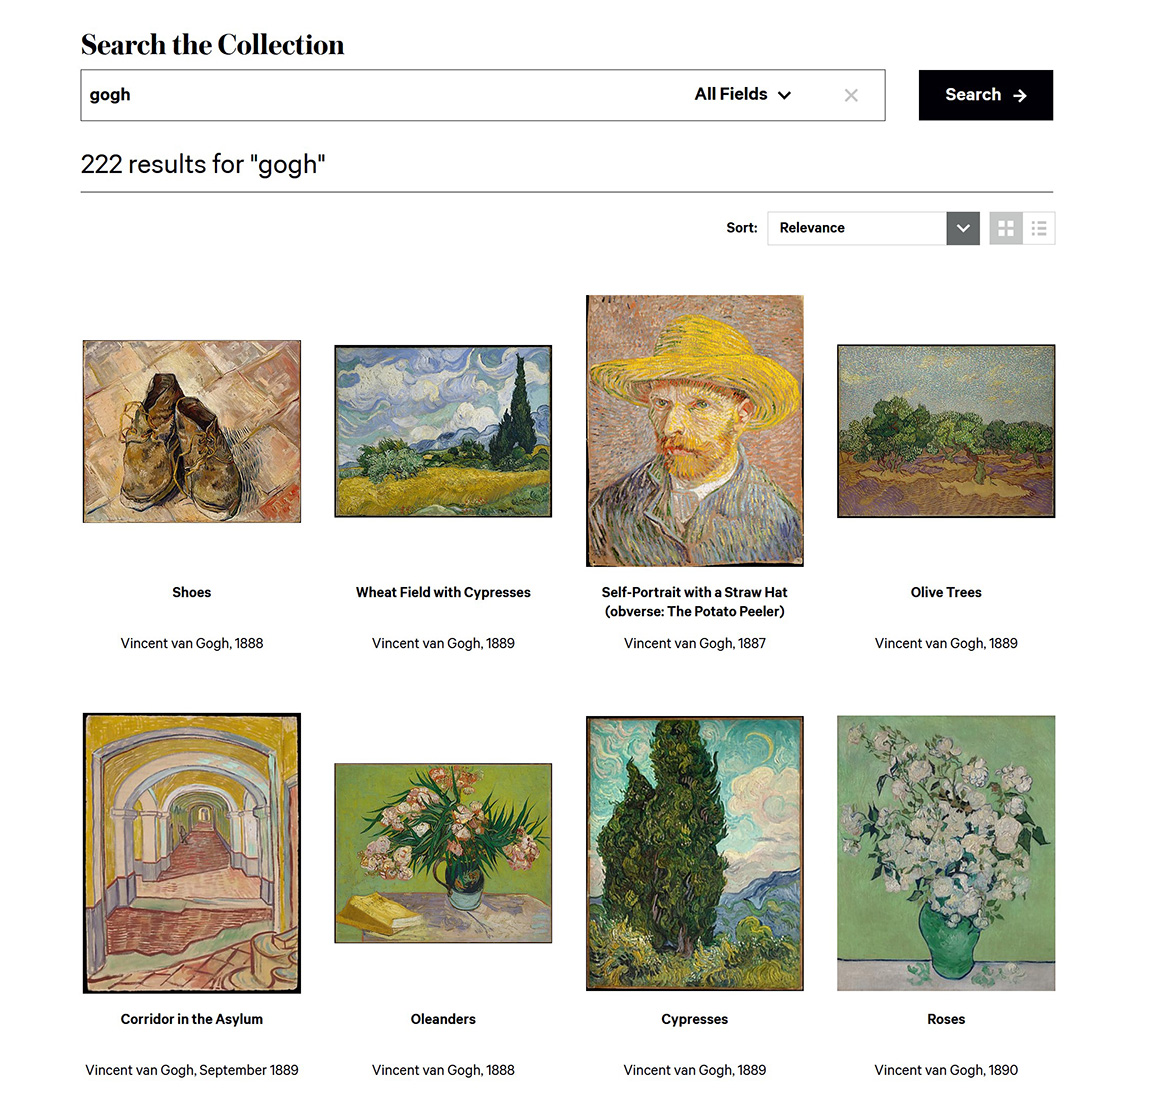 Search the Collection
gogh
All Fields
Search
222 results for "gogh"
Sort:
Relevance
Shoes
Wheat Field with Cypresses
Self-Portrait with a Straw Hat
(obverse: The Potato Peeler)
Olive Trees
Vincent van Gogh, 1888
Vincent van Gogh, 1889
Vincent van Gogh, 1887
Vincent van Gogh, 1889
Corridor in the Asylum
Oleanders
Cypresses
Roses
Vincent van Gogh, September 1889
Vincent van Gogh, 1888
Vincent van Gogh, 1889
Vincent van Gogh, 1890